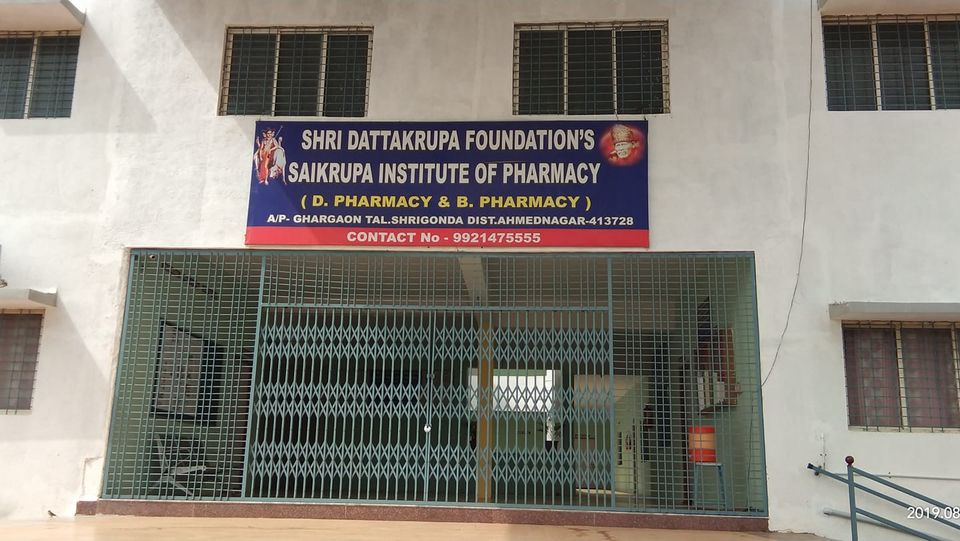 SHRI DATTAKRUPA FOUNDATION'S
SAIKRUPA INSTITUTE OF PHARMACY
( D. PHARMACY & B. PHARMACY )
A/P- GHARGAON TAL.SHRIGONDA DIST.AHMEDNAGAR-413728
CONTACT No - 9921475555
2019.08